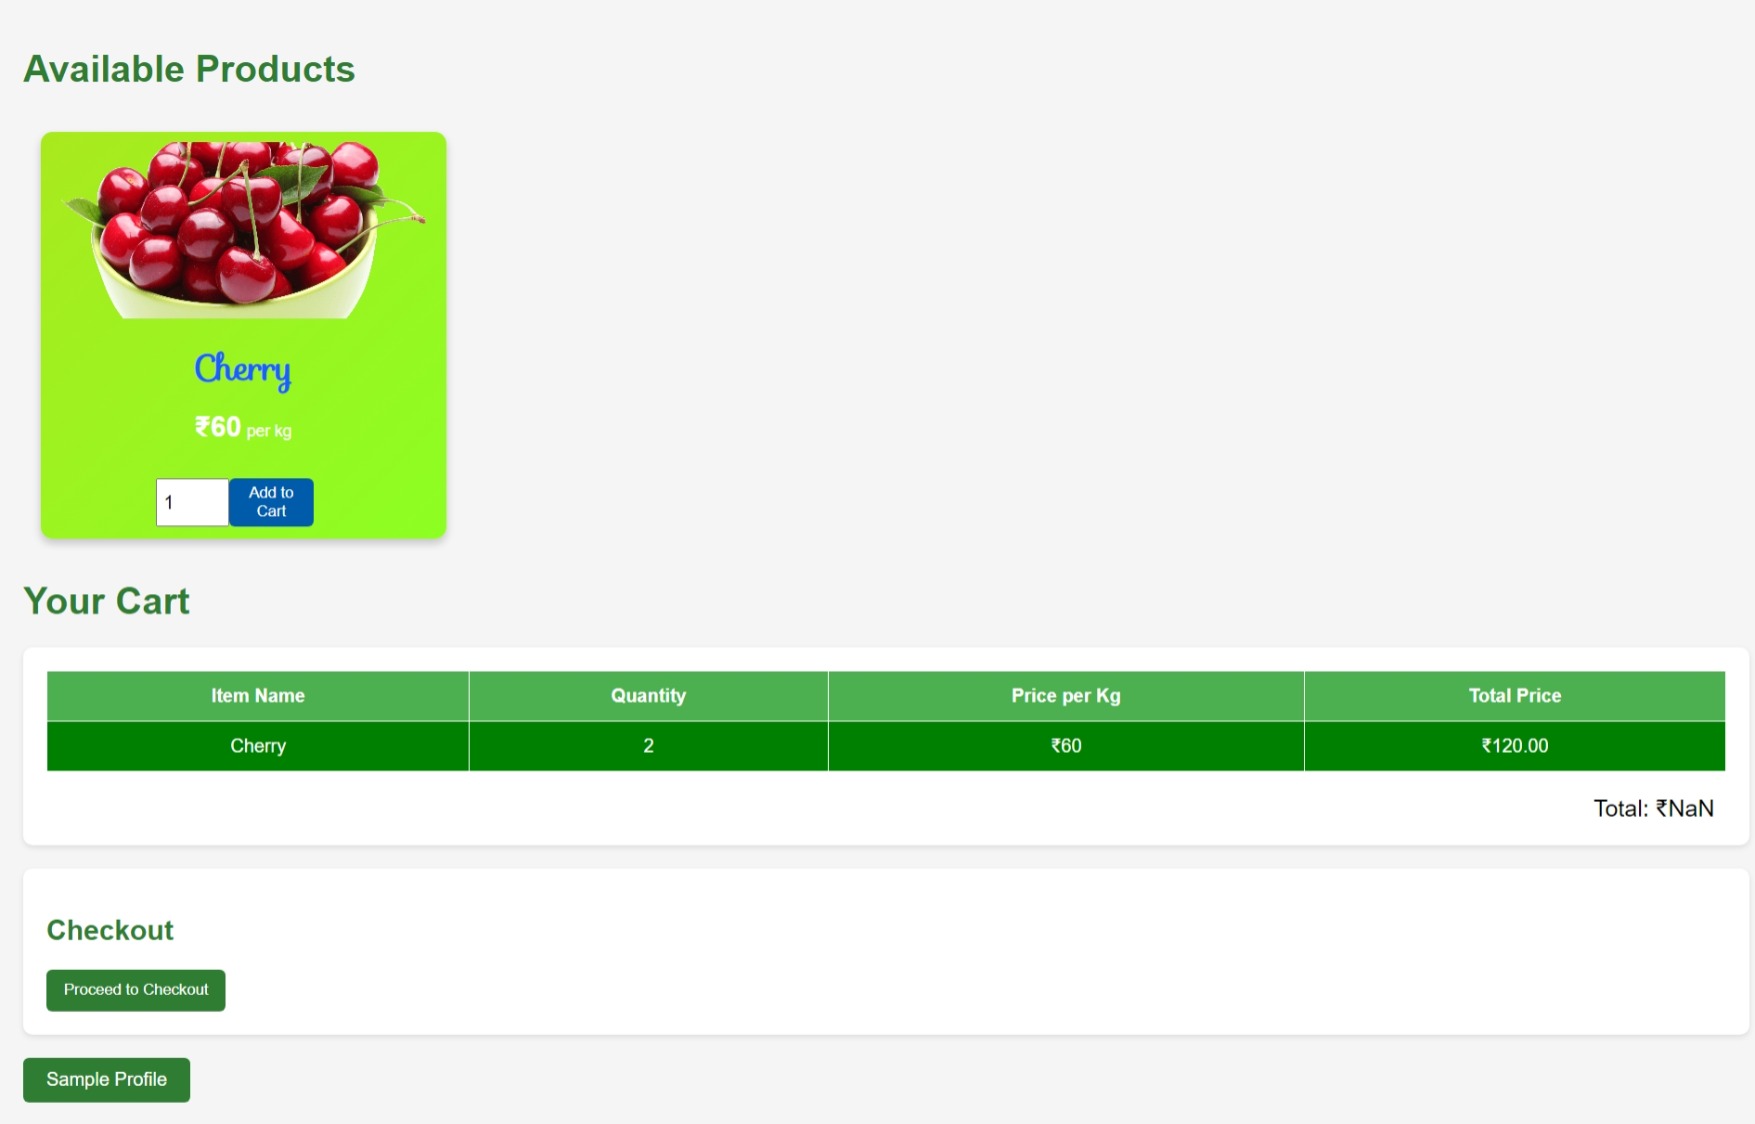 Available Products
Cherry
₹60 per kg
1
Add to
Cart
Your Cart
Item Name Quantity Price per Kg Total Price
Cherry 2 ₹60 ₹120.00
Total: ₹NaN
Checkout
Proceed to Checkout
Sample Profile